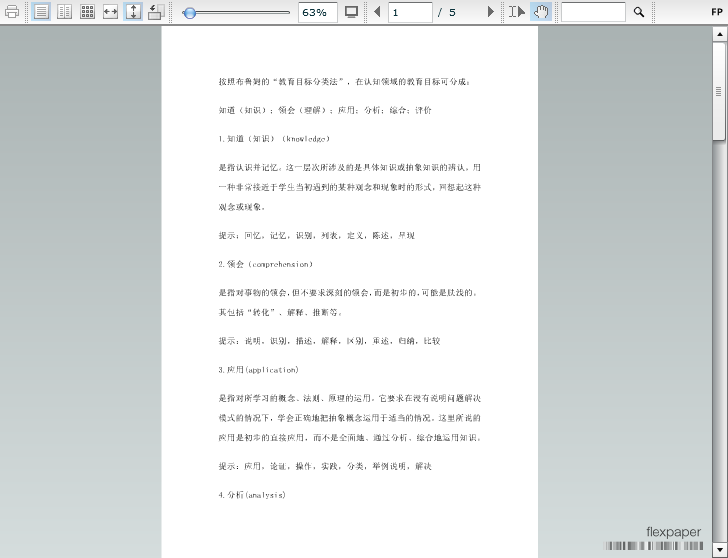 63%
1
/ 5
FP
按照布鲁姆的“教育目标分类法”，在认知领域的教育目标可分成：
知道（知识）；领会（理解）；应用；分析；综合；评价
1.知道（知识）（knowledge）
是指认识并记忆。这一层次所涉及的是具体知识或抽象知识的辨认。用
一种非常接近于学生当初遇到的某种观念和现象时的形式，回想起这种
观念或现象。
提示：回忆，记忆，识别，列表，定义，陈述，呈现
2.领会（comprehension）
是指对事物的领会，但不要求深刻的领会，而是初步的，可能是肤浅的。
其包括“转化”、解释、推断等。
提示：说明，识别，描述，解释，区别，重述，归纳，比较
3.应用(application)
是指对所学习的概念、法则、原理的运用。它要求在没有说明问题解决
模式的情况下，学会正确地把抽象概念运用于适当的情况。这里所说的
应用是初步的直接应用，而不是全面地、通过分析、综合地运用知识。
提示：应用，论证，操作，实践，分类，举例说明，解决
4.分析(analysis)
flexpaper